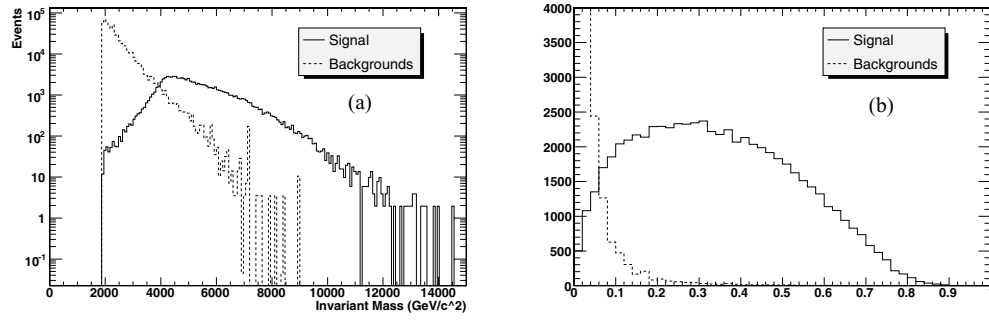 Events
10^5
10^4
10^3
10^2
10
1
10^-1
0 2000 4000 6000 8000 10000 12000 14000
Invariant Mass (GeV/c^2)
Signal
Backgrounds
(a)
4000
3500
3000
2500
2000
1500
1000
500
0
0 0.1 0.2 0.3 0.4 0.5 0.6 0.7 0.8 0.9
Signal
Backgrounds
(b)